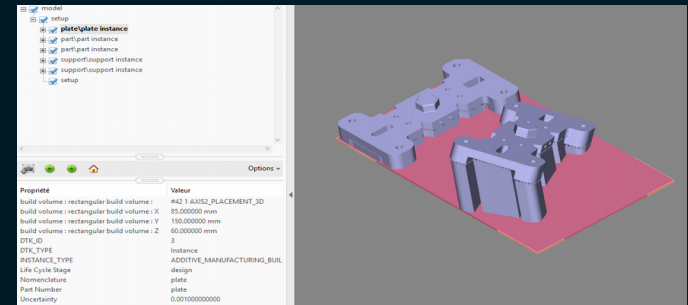 model
setup
plate\plate instance
part\part instance
part\part instance
support\support instance
support\support instance
setup
Options
Propriété Valeur
build volume : rectangular build volume : #42 1 AXIS2_PLACEMENT_3D
build volume : rectangular build volume : X 85.000000 mm
build volume : rectangular build volume : Y 150.000000 mm
build volume : rectangular build volume : Z 60.000000 mm
DTK_ID 3
DTK_TYPE Instance
INSTANCE_TYPE ADDITIVE_MANUFACTURING_BUIL
Life Cycle Stage design
Nomenclature plate
Part Number plate
Uncertainty 0.001000000000